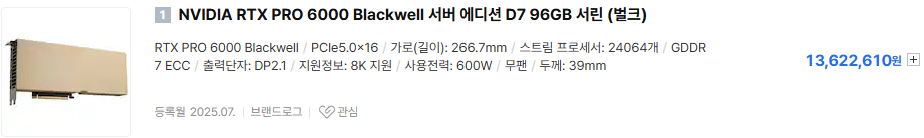 1 NVIDIA RTX PRO 6000 Blackwell 서버 에디션 D7 96GB 서린 (벌크)
RTX PRO 6000 Blackwell / PCIe5.0×16 / 가로(길이): 266.7mm / 스트림 프로세서: 24064개 / GDDR
7 ECC / 출력단자: DP2.1 / 지원정보: 8K 지원 / 사용전력: 600W / 무팬 / 두께: 39mm
13,622,610원
등록월 2025.07. | 브랜드로그 | 관심